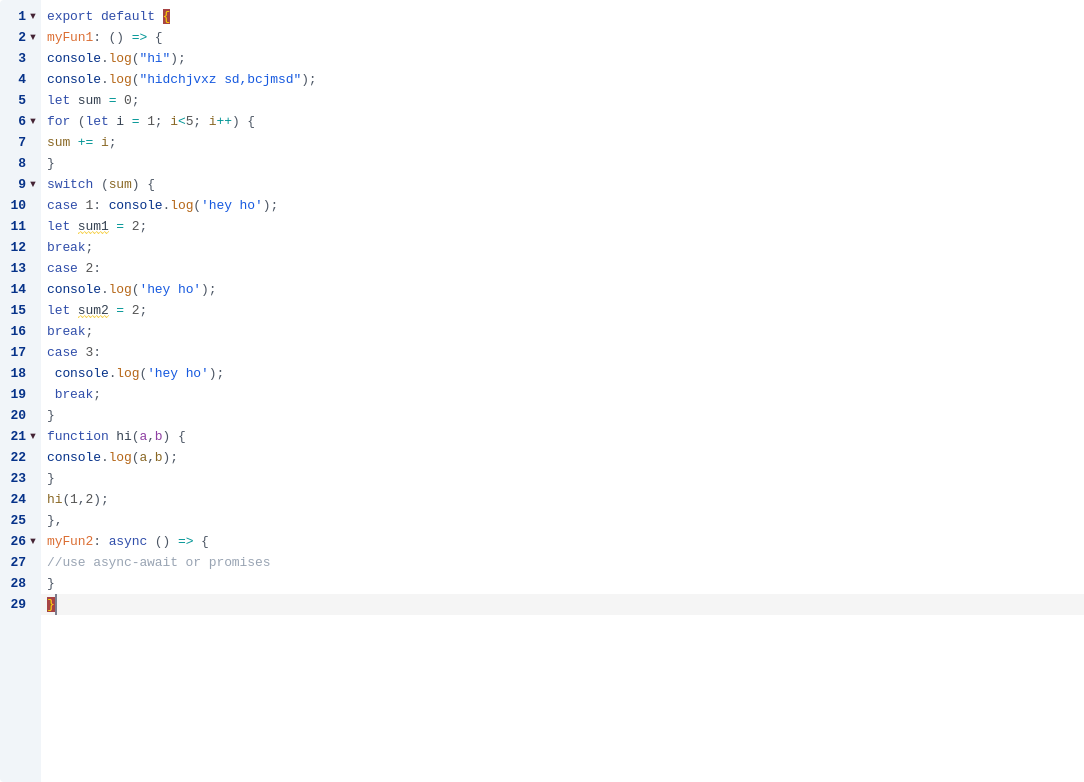 1 export default {
2 myFun1: () => {
3 console.log("hi");
4 console.log("hidchjvxz sd,bcjmsd");
5 let sum = 0;
6 for (let i = 1; i<5; i++) {
7 sum += i;
8 }
9 switch (sum) {
10 case 1: console.log('hey ho');
11 let sum1 = 2;
12 break;
13 case 2:
14 console.log('hey ho');
15 let sum2 = 2;
16 break;
17 case 3:
18  console.log('hey ho');
19  break;
20 }
21 function hi(a,b) {
22 console.log(a,b);
23 }
24 hi(1,2);
25 },
26 myFun2: async () => {
27 //use async-await or promises
28 }
29 }